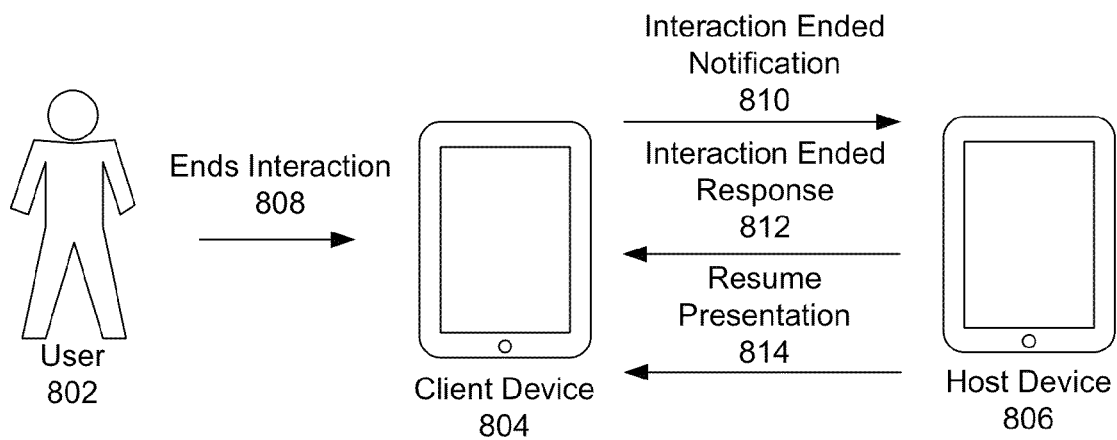 Interaction Ended
Notification
810
Ends Interaction
808
Interaction Ended
Response
812
Resume
Presentation
814
User
802
Client Device
804
Host Device
806